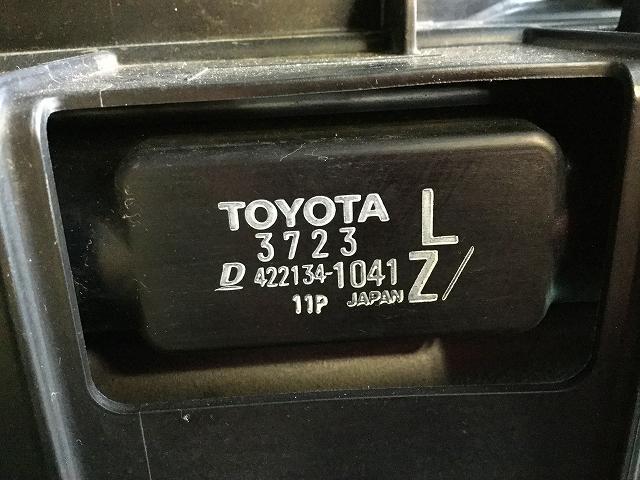 TOYOTA L
3723
D 422134-1041 Z/
11P JAPAN